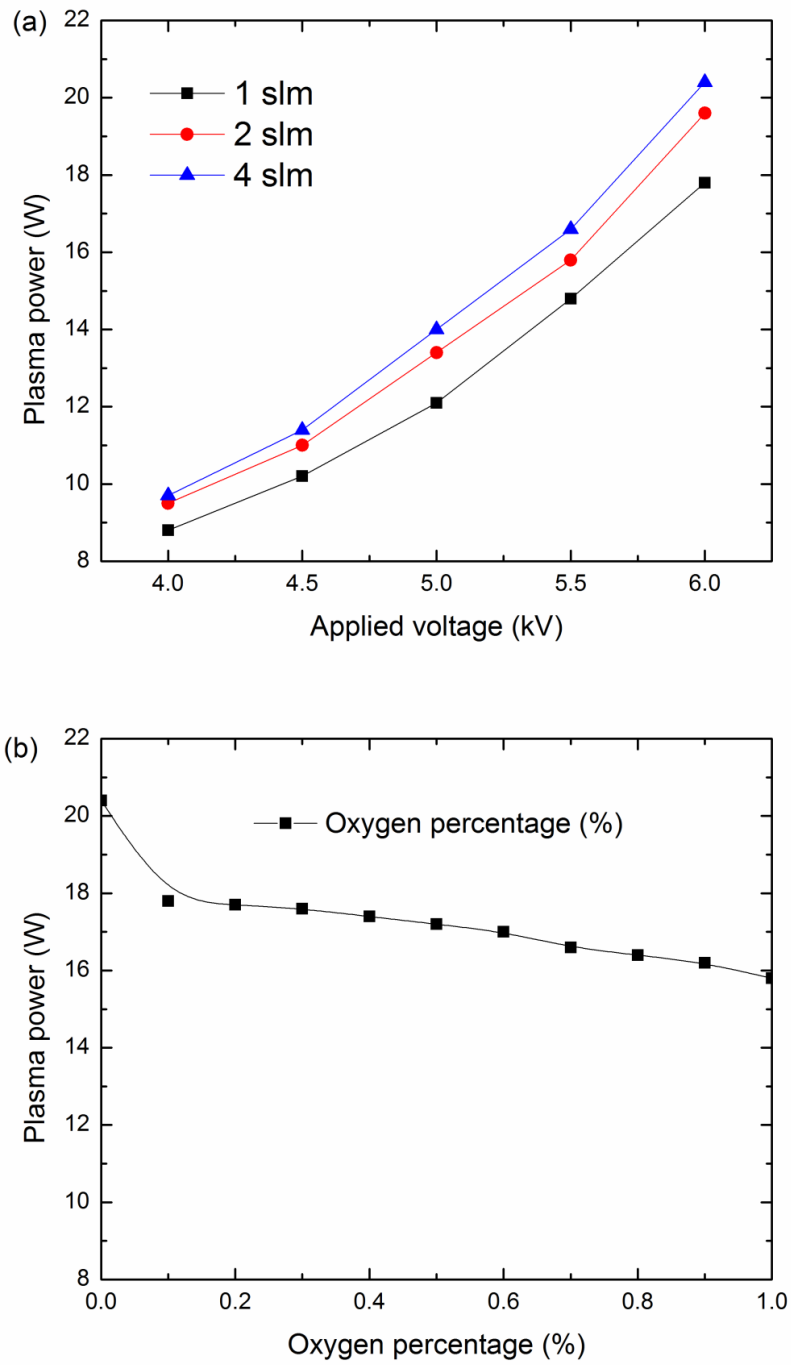 (a)
22
20
18
16
14
12
10
8
Plasma power (W)
1 slm
2 slm
4 slm
4.0 4.5 5.0 5.5 6.0
Applied voltage (kV)
(b)
22
20
18
16
14
12
10
8
Plasma power (W)
Oxygen percentage (%)
0.0 0.2 0.4 0.6 0.8 1.0
Oxygen percentage (%)